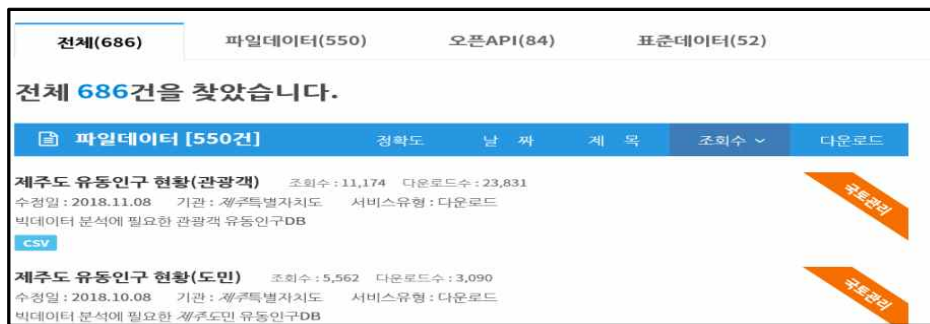 전체(686) 파일데이터(550) 오픈API(84) 표준데이터(52)
전체 686건을 찾았습니다.
파일데이터 [550건] 정확도 날 짜 제 목 조회수 다운로드
제주도 유동인구 현황(관광객) 조회수 : 11,174 다운로드수 : 23,831
국토관리
수정일 : 2018.11.08 기관 : 제주특별자치도 서비스유형 : 다운로드
빅데이터 분석에 필요한 관광객 유동인구DB
CSV
제주도 유동인구 현황(도민) 조회수 : 5,562 다운로드수 : 3,090
국토관리
수정일 : 2018.10.08 기관 : 제주특별자치도 서비스유형 : 다운로드
빅데이터 분석에 필요한 제주도민 유동인구DB